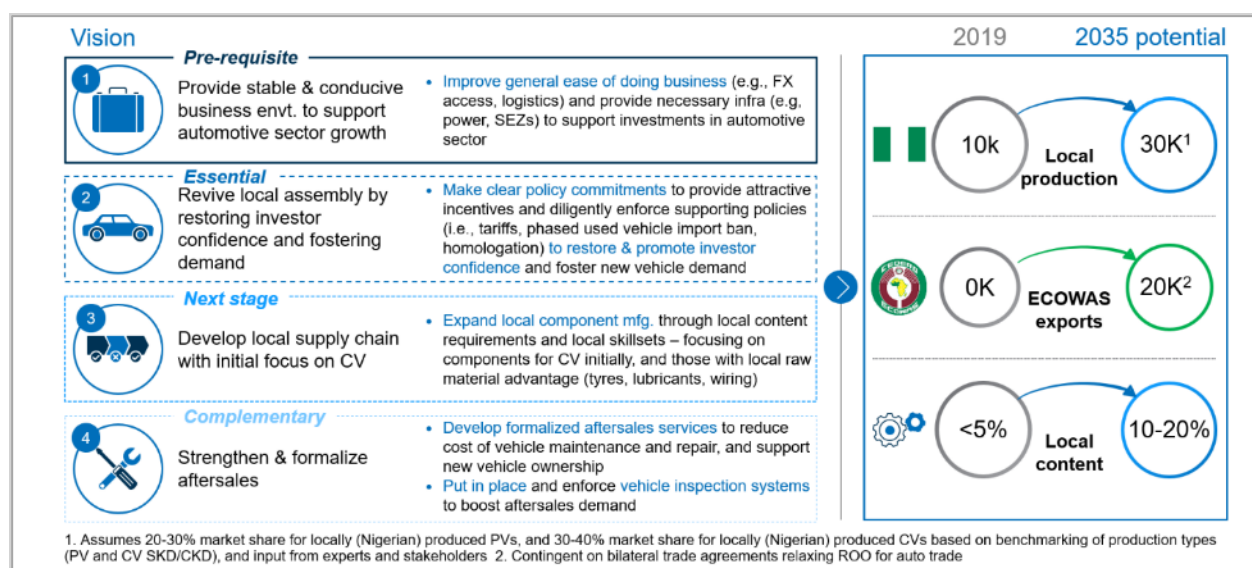 Vision
2019
2035 potential
Pre-requisite
1
Provide stable & conducive
business envt. to support
automotive sector growth
• Improve general ease of doing business (e.g., FX
access, logistics) and provide necessary infra (e.g,
power, SEZs) to support investments in automotive
sector
Essential
2
Revive local assembly by
restoring investor
confidence and fostering
demand
• Make clear policy commitments to provide attractive
incentives and diligently enforce supporting policies
(i.e., tariffs, phased used vehicle import ban,
homologation) to restore & promote investor
confidence and foster new vehicle demand
Next stage
3
Develop local supply chain
with initial focus on CV
• Expand local component mfg. through local content
requirements and local skillsets – focusing on
components for CV initially, and those with local raw
material advantage (tyres, lubricants, wiring)
Complementary
4
Strengthen & formalize
aftersales
• Develop formalized aftersales services to reduce
cost of vehicle maintenance and repair, and support
new vehicle ownership
• Put in place and enforce vehicle inspection systems
to boost aftersales demand
10k
Local
production
30K¹
0K
ECOWAS
exports
20K²
<5%
Local
content
10-20%
1. Assumes 20-30% market share for locally (Nigerian) produced PVs, and 30-40% market share for locally (Nigerian) produced CVs based on benchmarking of production types
(PV and CV SKD/CKD), and input from experts and stakeholders 2. Contingent on bilateral trade agreements relaxing ROO for auto trade